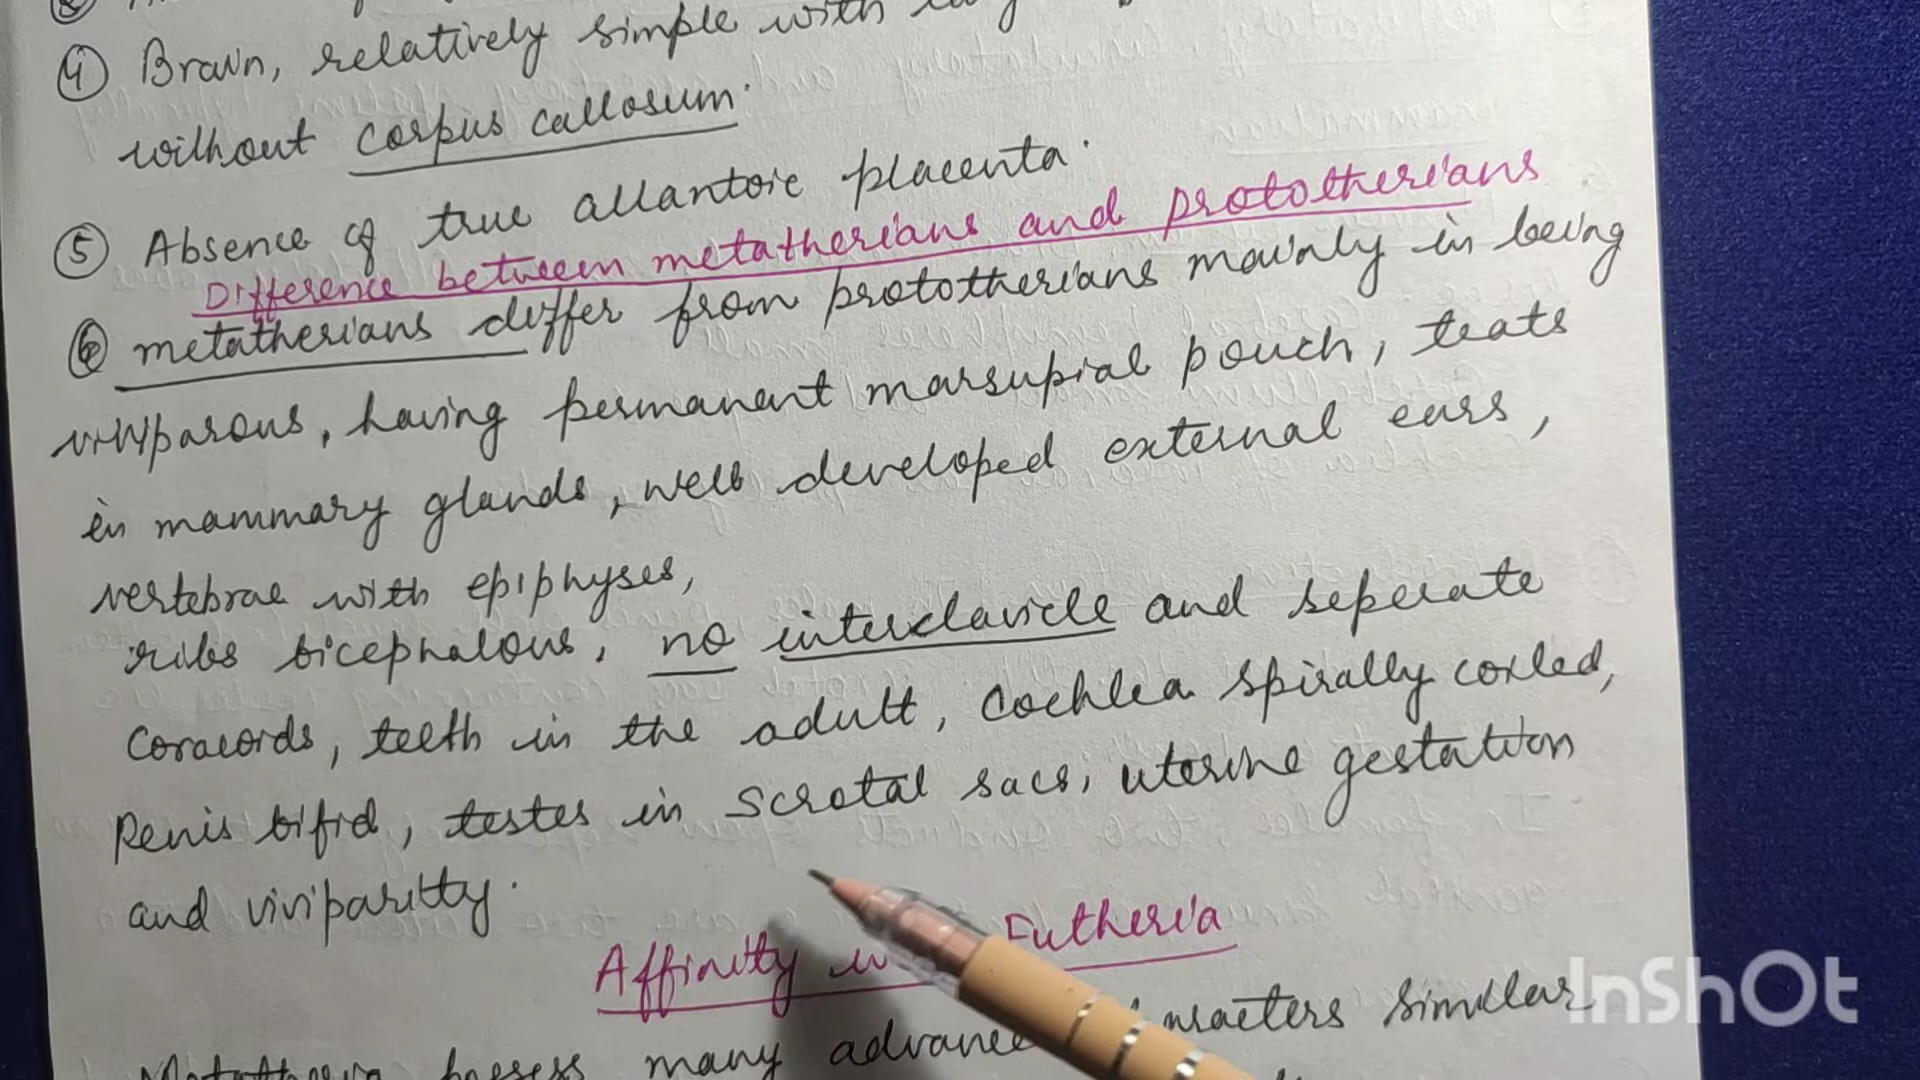 ④ Brain, relatively simple with
without corpus callosum.
⑤ Absence of true allantoic placenta.
Difference between metatherians and prototherians
⑥ metatherians differ from prototherians mainly in being
viviparous, having permanent marsupial pouch, teats
in mammary glands, well developed external ears,
vertebrae with epiphyses,
ribs bicephalous, no interclavicle and seperate
coracoids, teeth in the adult, cochlea spirally coiled,
Penis bifid, testes in scrotal sacs, uterine gestation
and viviparitty.
Affinity Eutheria
many similar
InShOt